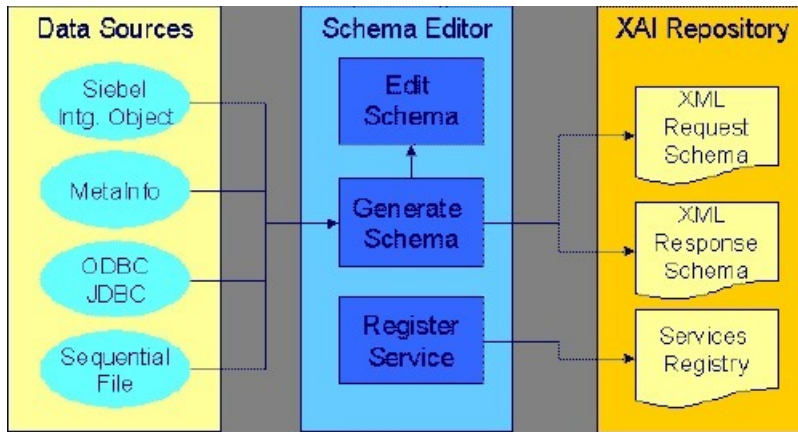 Data Sources
Siebel
Intg. Object
MetaInfo
ODBC
JDBC
Sequential
File
Schema Editor
Edit
Schema
Generate
Schema
Register
Service
XAI Repository
XML
Request
Schema
XML
Response
Schema
Services
Registry